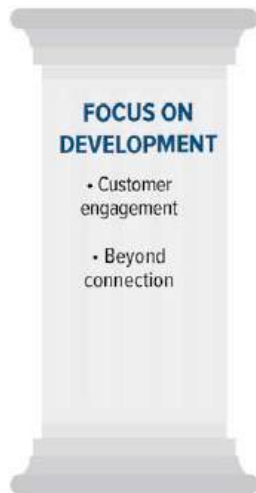 FOCUS ON
DEVELOPMENT
• Customer
engagement
• Beyond
connection